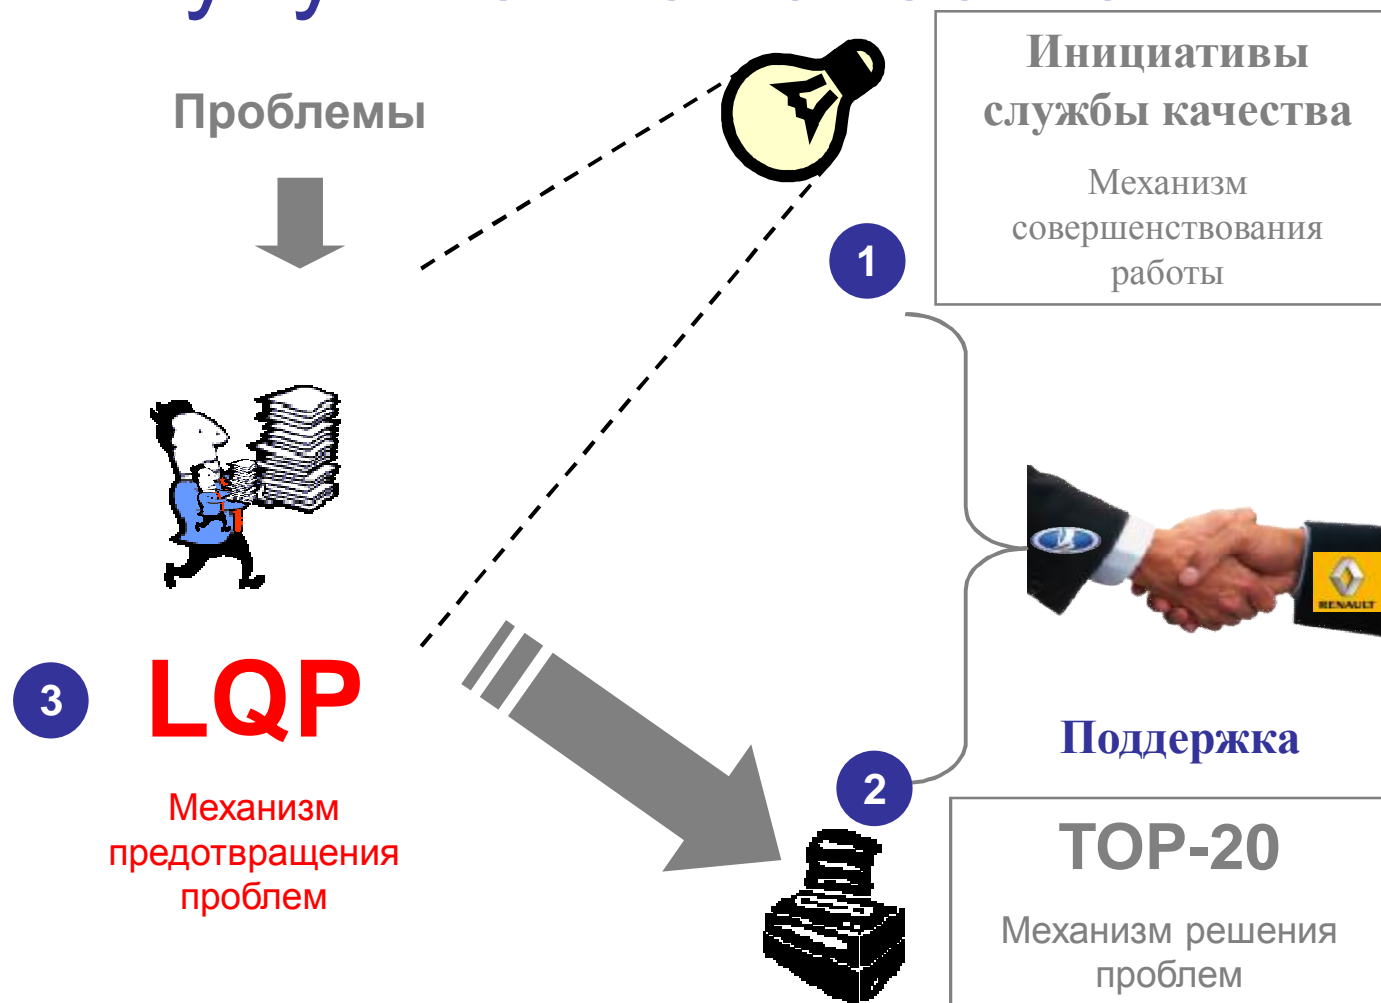 Проблемы
Инициативы
службы качества
Механизм
совершенствования
работы
1
RENAULT
3
LQP
Механизм
предотвращения
проблем
Поддержка
2
TOP-20
Механизм решения
проблем